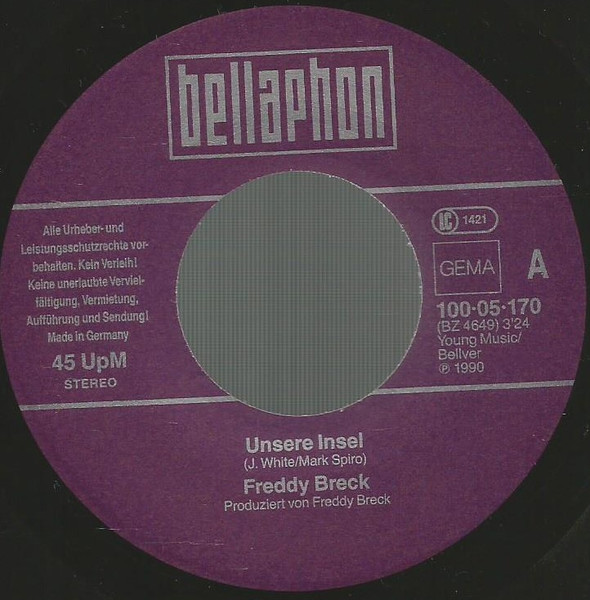 bellaphon
Alle Urheber- und
Leistungsschutzrechte vor-
behalten. Kein Verleih!
Keine unerlaubte Verviel-
fältigung, Vermietung,
Aufführung und Sendung!
Made in Germany
45 UpM
STEREO
LC 1421
GEMA
A
100·05·170
(BZ 4649) 3'24
Young Music/
Bellver
℗ 1990
Unsere Insel
(J. White/Mark Spiro)
Freddy Breck
Produziert von Freddy Breck